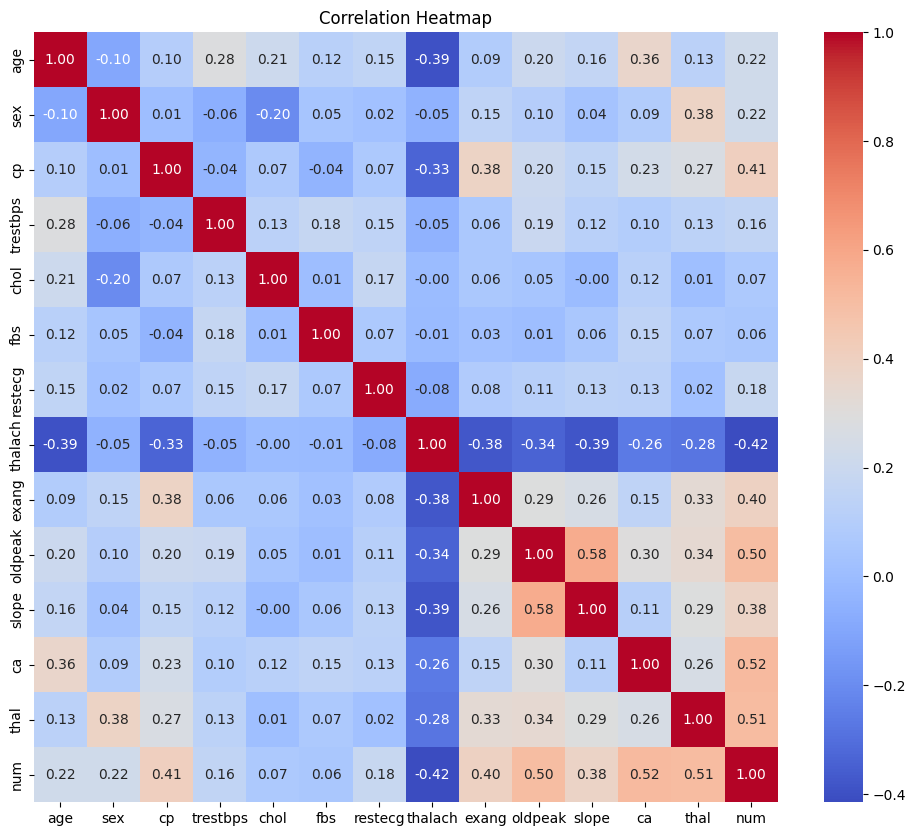 Correlation Heatmap
age 1.00 -0.10 0.10 0.28 0.21 0.12 0.15 -0.39 0.09 0.20 0.16 0.36 0.13 0.22
sex -0.10 1.00 0.01 -0.06 -0.20 0.05 0.02 -0.05 0.15 0.10 0.04 0.09 0.38 0.22
cp 0.10 0.01 1.00 -0.04 0.07 -0.04 0.07 -0.33 0.38 0.20 0.15 0.23 0.27 0.41
trestbps 0.28 -0.06 -0.04 1.00 0.13 0.18 0.15 -0.05 0.06 0.19 0.12 0.10 0.13 0.16
chol 0.21 -0.20 0.07 0.13 1.00 0.01 0.17 -0.00 0.06 0.05 -0.00 0.12 0.01 0.07
fbs 0.12 0.05 -0.04 0.18 0.01 1.00 0.07 -0.01 0.03 0.01 0.06 0.15 0.07 0.06
restecg 0.15 0.02 0.07 0.15 0.17 0.07 1.00 -0.08 0.08 0.11 0.13 0.13 0.02 0.18
thalach -0.39 -0.05 -0.33 -0.05 -0.00 -0.01 -0.08 1.00 -0.38 -0.34 -0.39 -0.26 -0.28 -0.42
exang 0.09 0.15 0.38 0.06 0.06 0.03 0.08 -0.38 1.00 0.29 0.26 0.15 0.33 0.40
oldpeak 0.20 0.10 0.20 0.19 0.05 0.01 0.11 -0.34 0.29 1.00 0.58 0.30 0.34 0.50
slope 0.16 0.04 0.15 0.12 -0.00 0.06 0.13 -0.39 0.26 0.58 1.00 0.11 0.29 0.38
ca 0.36 0.09 0.23 0.10 0.12 0.15 0.13 -0.26 0.15 0.30 0.11 1.00 0.26 0.52
thal 0.13 0.38 0.27 0.13 0.01 0.07 0.02 -0.28 0.33 0.34 0.29 0.26 1.00 0.51
num 0.22 0.22 0.41 0.16 0.07 0.06 0.18 -0.42 0.40 0.50 0.38 0.52 0.51 1.00
age sex cp trestbps chol fbs restecg thalach exang oldpeak slope ca thal num
1.0
0.8
0.6
0.4
0.2
0.0
−0.2
−0.4